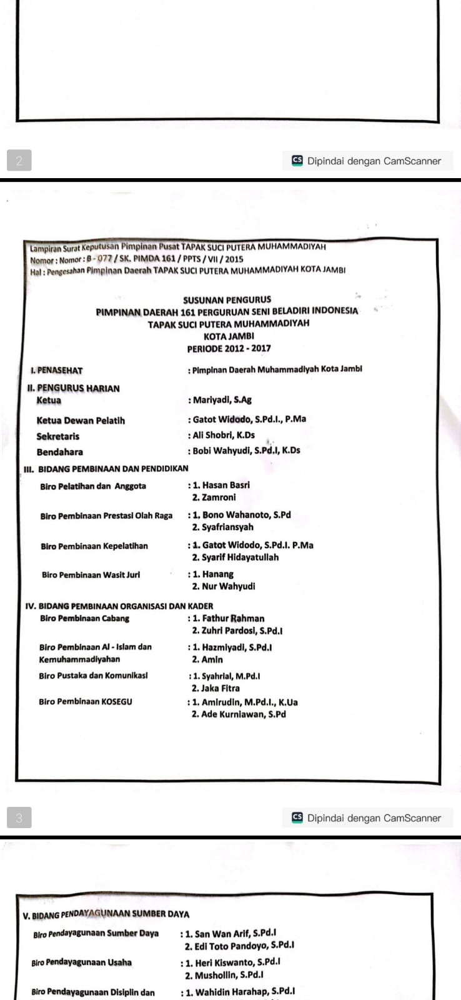 2
CS Dipindai dengan CamScanner
Lampiran Surat Keputusan Pimpinan Pusat TAPAK SUCI PUTERA MUHAMMADIYAH
Nomor : Nomor : B - 077 / SK. PIMDA 161 / PPTS / VII / 2015
Hal : Pengesahan Pimpinan Daerah TAPAK SUCI PUTERA MUHAMMADIYAH KOTA JAMBI
SUSUNAN PENGURUS
PIMPINAN DAERAH 161 PERGURUAN SENI BELADIRI INDONESIA
TAPAK SUCI PUTERA MUHAMMADIYAH
KOTA JAMBI
PERIODE 2012 - 2017
I. PENASEHAT : Pimpinan Daerah Muhammadiyah Kota Jambi
II. PENGURUS HARIAN
Ketua : Mariyadi, S.Ag
Ketua Dewan Pelatih : Gatot Widodo, S.Pd.I., P.Ma
Sekretaris : Ali Shobri, K.Ds
Bendahara : Bobi Wahyudi, S.Pd.I, K.Ds
III. BIDANG PEMBINAAN DAN PENDIDIKAN
Biro Pelatihan dan Anggota : 1. Hasan Basri
2. Zamroni
Biro Pembinaan Prestasi Olah Raga : 1. Bono Wahanoto, S.Pd
2. Syafriansyah
Biro Pembinaan Kepelatihan : 1. Gatot Widodo, S.Pd.I. P.Ma
2. Syarif Hidayatullah
Biro Pembinaan Wasit Juri : 1. Hanang
2. Nur Wahyudi
IV. BIDANG PEMBINAAN ORGANISASI DAN KADER
Biro Pembinaan Cabang : 1. Fathur Rahman
2. Zuhri Pardosi, S.Pd.I
Biro Pembinaan Al - Islam dan : 1. Hazmiyadi, S.Pd.I
Kemuhammadiyahan 2. Amin
Biro Pustaka dan Komunikasi : 1. Syahrial, M.Pd.I
2. Jaka Fitra
Biro Pembinaan KOSEGU : 1. Amirudin, M.Pd.I., K.Ua
2. Ade Kurniawan, S.Pd
3
CS Dipindai dengan CamScanner
V. BIDANG PENDAYAGUNAAN SUMBER DAYA
Biro Pendayagunaan Sumber Daya : 1. San Wan Arif, S.Pd.I
2. Edi Toto Pandoyo, S.Pd.I
Biro Pendayagunaan Usaha : 1. Heri Kiswanto, S.Pd.I
2. Mushollin, S.Pd.I
Biro Pendayagunaan Disiplin dan : 1. Wahidin Harahap, S.Pd.I